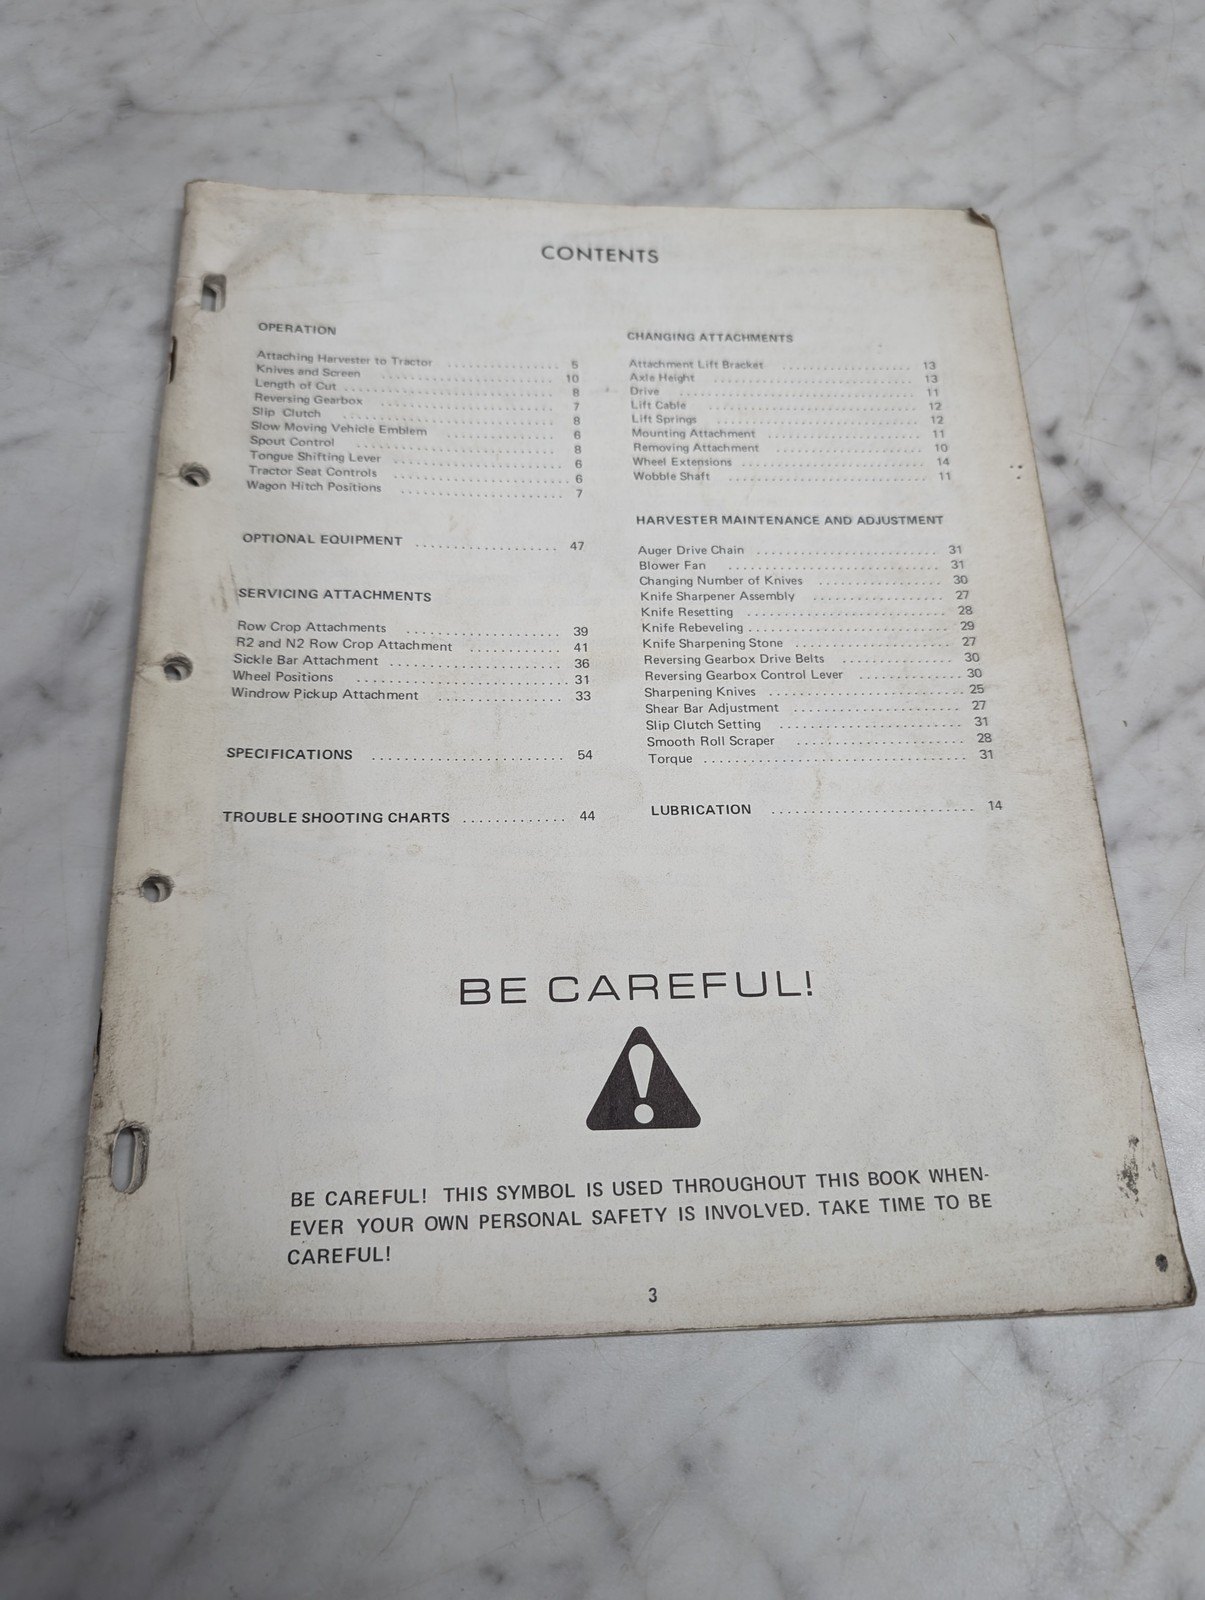 CONTENTS
OPERATION
Attaching Harvester to Tractor .............. 5
Knives and Screen ...................... 10
Length of Cut .......................... 8
Reversing Gearbox ...................... 7
Slip Clutch ........................... 8
Slow Moving Vehicle Emblem .............. 6
Spout Control ......................... 8
Tongue Shifting Lever ................... 6
Tractor Seat Controls ................... 6
Wagon Hitch Positions ................... 7
OPTIONAL EQUIPMENT .................. 47
SERVICING ATTACHMENTS
Row Crop Attachments ................... 39
R2 and N2 Row Crop Attachment ........... 41
Sickle Bar Attachment .................... 36
Wheel Positions ......................... 31
Windrow Pickup Attachment ............... 33
SPECIFICATIONS ....................... 54
TROUBLE SHOOTING CHARTS ............. 44
CHANGING ATTACHMENTS
Attachment Lift Bracket .................. 13
Axle Height ............................ 13
Drive ................................. 11
Lift Cable ............................. 12
Lift Springs ............................ 12
Mounting Attachment .................... 11
Removing Attachment .................... 10
Wheel Extensions ........................ 14
Wobble Shaft ........................... 11
HARVESTER MAINTENANCE AND ADJUSTMENT
Auger Drive Chain ........................ 31
Blower Fan ............................ 31
Changing Number of Knives ................ 30
Knife Sharpener Assembly ................. 27
Knife Resetting .......................... 28
Knife Rebeveling ......................... 29
Knife Sharpening Stone ................... 27
Reversing Gearbox Drive Belts .............. 30
Reversing Gearbox Control Lever ............. 30
Sharpening Knives ........................ 25
Shear Bar Adjustment ..................... 27
Slip Clutch Setting ....................... 31
Smooth Roll Scraper ..................... 28
Torque ................................. 31
LUBRICATION ......................... 14
BE CAREFUL!
BE CAREFUL! THIS SYMBOL IS USED THROUGHOUT THIS BOOK WHEN-
EVER YOUR OWN PERSONAL SAFETY IS INVOLVED. TAKE TIME TO BE
CAREFUL!
3